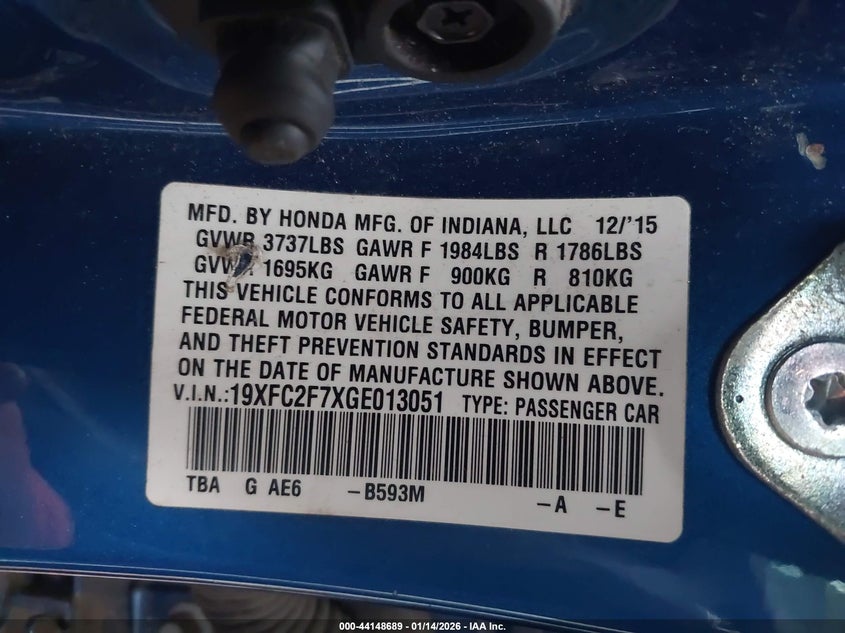 MFD. BY HONDA MFG. OF INDIANA, LLC 12/'15
GVWR 3737LBS GAWR F 1984LBS R 1786LBS
GVWR 1695KG GAWR F 900KG R 810KG
THIS VEHICLE CONFORMS TO ALL APPLICABLE
FEDERAL MOTOR VEHICLE SAFETY, BUMPER,
AND THEFT PREVENTION STANDARDS IN EFFECT
ON THE DATE OF MANUFACTURE SHOWN ABOVE.
V.I.N.:19XFC2F7XGE013051 TYPE: PASSENGER CAR
TBA G AE6 -B593M -A -E
000-44148689 - 01/14/2026 - IAA Inc.